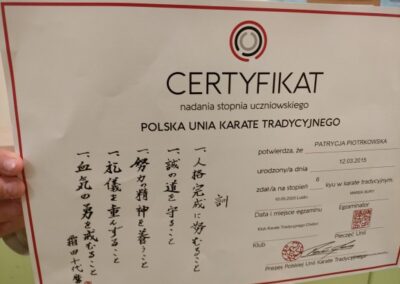 CERTYFIKAT
nadania stopnia uczniowskiego
POLSKA UNIA KARATE TRADYCYJNEGO
訓
一、人格完成に努むること
一、誠の道を守ること
一、努力の精神を養うこと
一、礼儀を重んずること
一、血気の勇を戒むること
potwierdza, że
PATRYCJA PIOTRKOWSKA
urodzony/a dnia
12.03.2015
zdał/a na stopień
6
Kyu w karate tradycyjnym.
Data i miejsce egzaminu
Egzaminator
Klub
Pieczęć Unii
Prezes Polskiej Unii Karate Tradycyjnego